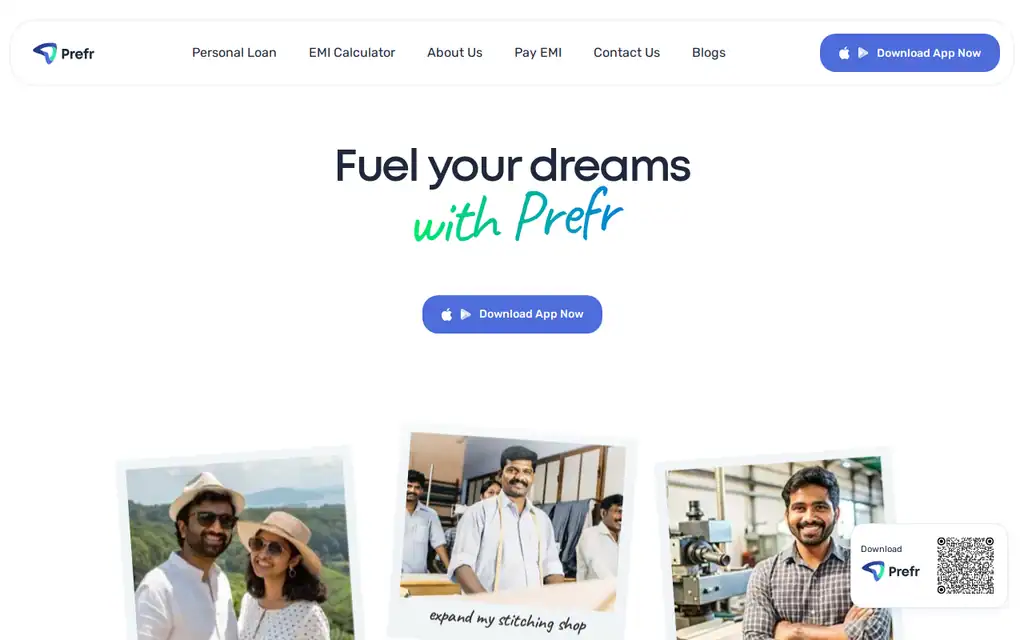 Prefr
Personal Loan
EMI Calculator
About Us
Pay EMI
Contact Us
Blogs
Download App Now
Fuel your dreams
with Prefr
Download App Now
expand my stitching shop
Download
Prefr